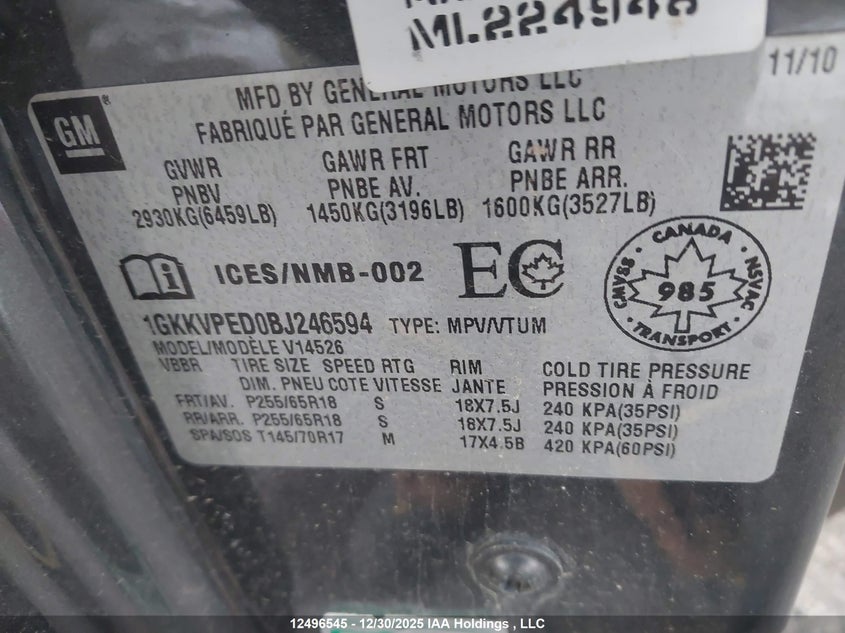 ML224948
11/10
GM
MFD BY GENERAL MOTORS LLC
FABRIQUÉ PAR GENERAL MOTORS LLC
GVWR GAWR FRT GAWR RR
PNBV PNBE AV. PNBE ARR.
2930KG(6459LB) 1450KG(3196LB) 1600KG(3527LB)
i ICES/NMB-002 EC
CANADA
CMVSS 985 NSVAC
TRANSPORT
1GKKVPED0BJ246594 TYPE: MPV/VTUM
MODEL/MODÈLE V14526
VBBR TIRE SIZE SPEED RTG RIM COLD TIRE PRESSURE
DIM. PNEU COTE VITESSE JANTE PRESSION À FROID
FRT/AV. P255/65R18 S 18X7.5J 240 KPA(35PSI)
RR/ARR. P255/65R18 S 18X7.5J 240 KPA(35PSI)
SPA/SOS T145/70R17 M 17X4.5B 420 KPA(60PSI)
12496545 - 12/30/2025 IAA Holdings , LLC